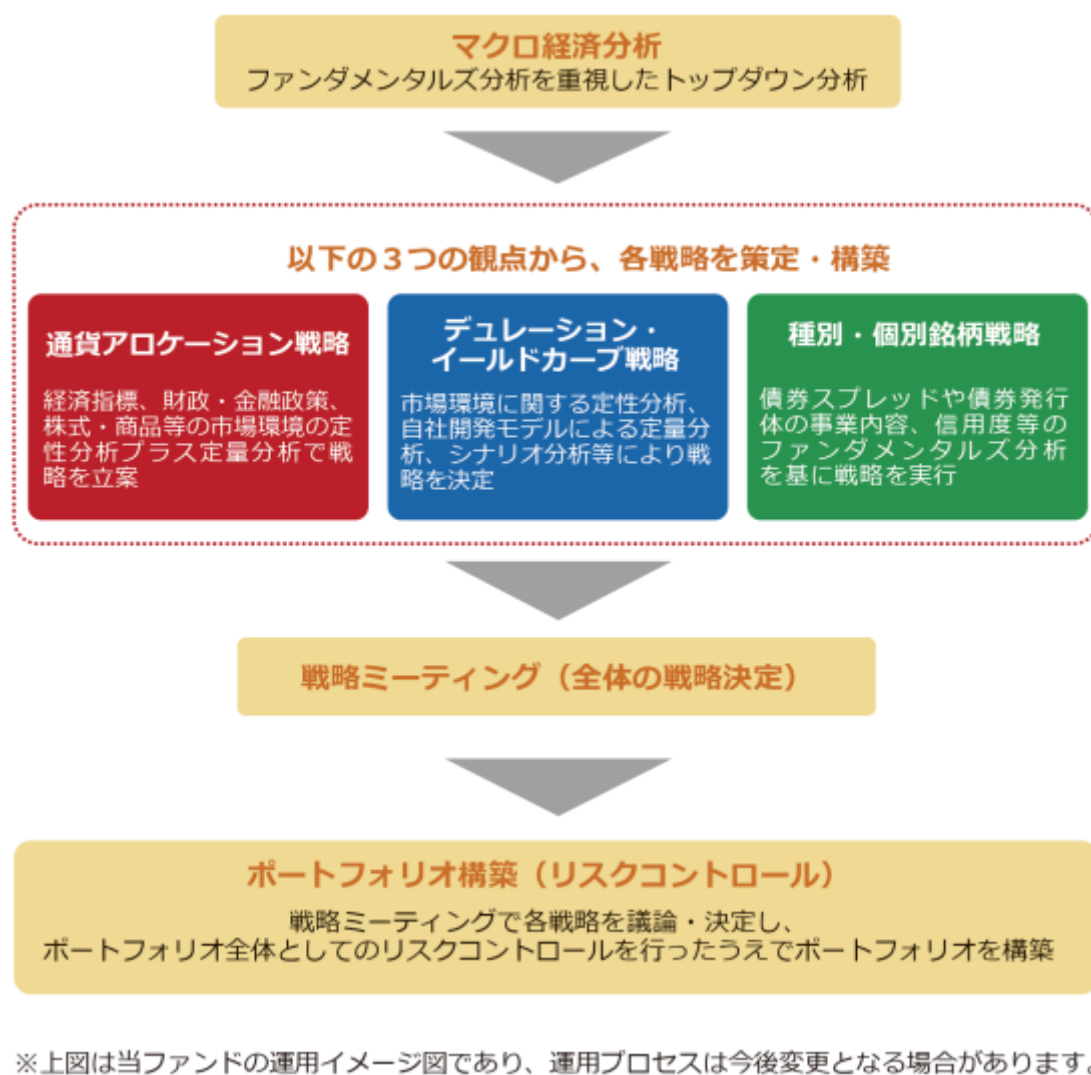 マクロ経済分析
ファンダメンタルズ分析を重視したトップダウン分析
以下の３つの観点から、各戦略を策定・構築
通貨アロケーション戦略
経済指標、財政・金融政策、
株式・商品等の市場環境の定
性分析プラス定量分析で戦
略を立案
デュレーション・
イールドカーブ戦略
市場環境に関する定性分析、
自社開発モデルによる定量分
析、シナリオ分析等により戦
略を決定
種別・個別銘柄戦略
債券スプレッドや債券発行
体の事業内容、信用度等の
ファンダメンタルズ分析
を基に戦略を実行
戦略ミーティング（全体の戦略決定）
ポートフォリオ構築（リスクコントロール）
戦略ミーティングで各戦略を議論・決定し、
ポートフォリオ全体としてのリスクコントロールを行ったうえでポートフォリオを構築
※上図は当ファンドの運用イメージ図であり、運用プロセスは今後変更となる場合があります。